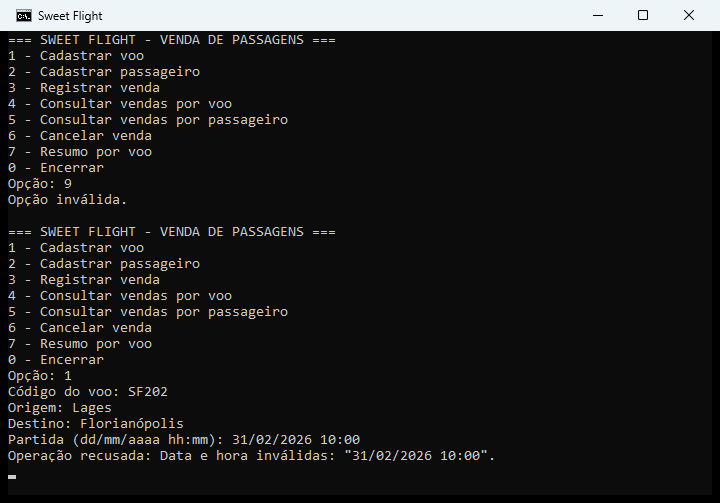 Sweet Flight
=== SWEET FLIGHT - VENDA DE PASSAGENS ===
1 - Cadastrar voo
2 - Cadastrar passageiro
3 - Registrar venda
4 - Consultar vendas por voo
5 - Consultar vendas por passageiro
6 - Cancelar venda
7 - Resumo por voo
0 - Encerrar
Opção: 9
Opção inválida.
=== SWEET FLIGHT - VENDA DE PASSAGENS ===
1 - Cadastrar voo
2 - Cadastrar passageiro
3 - Registrar venda
4 - Consultar vendas por voo
5 - Consultar vendas por passageiro
6 - Cancelar venda
7 - Resumo por voo
0 - Encerrar
Opção: 1
Código do voo: SF202
Origem: Lages
Destino: Florianópolis
Partida (dd/mm/aaaa hh:mm): 31/02/2026 10:00
Operação recusada: Data e hora inválidas: "31/02/2026 10:00".